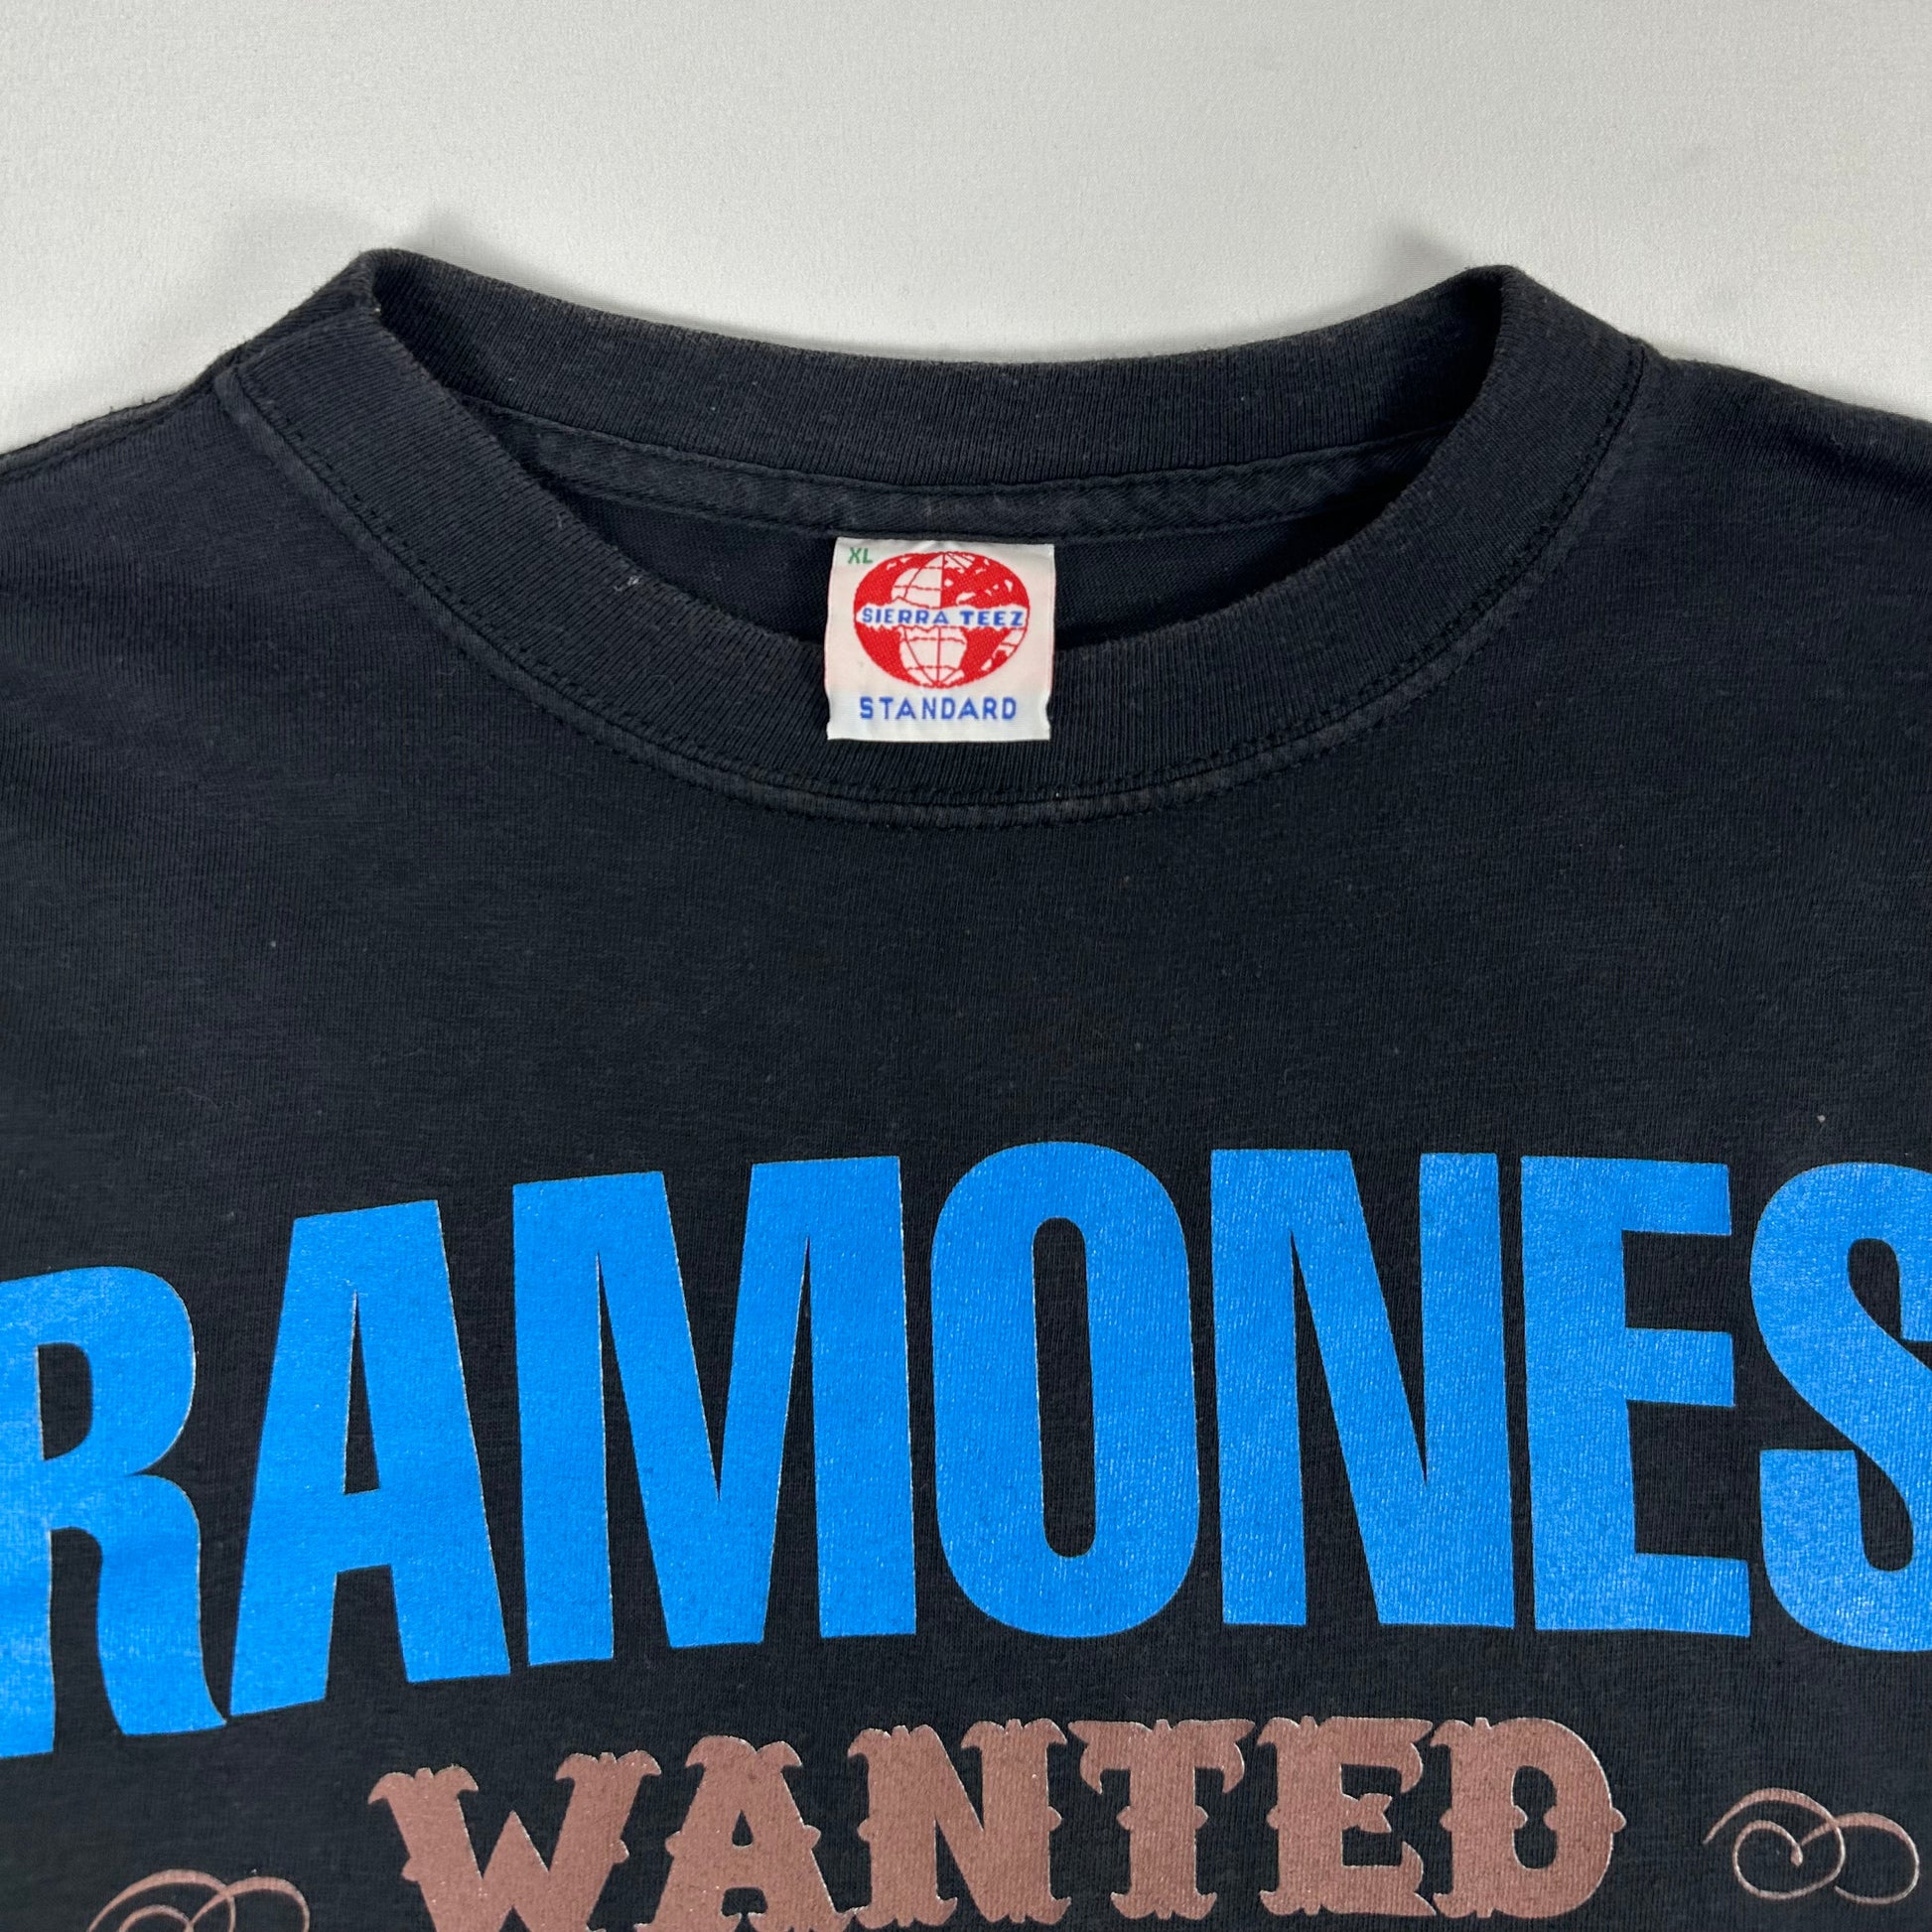 XL
SIERRA TEEZ
STANDARD
RAMONES
WANTED